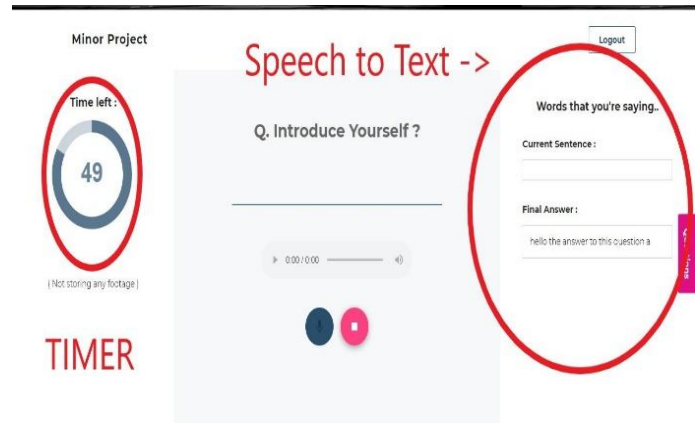 Minor Project
Speech to Text ->
Logout
Time left :
49
( Not storing any footage )
TIMER
Q. Introduce Yourself ?
0:00 / 0:00
Words that you're saying..
Current Sentence :
Final Answer :
hello the answer to this question a